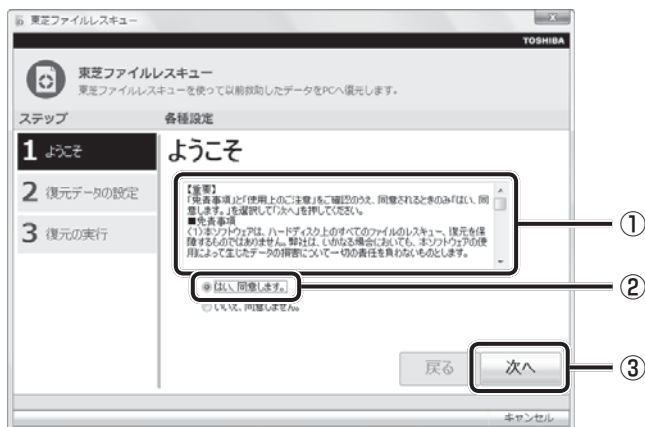 東芝ファイルレスキュー
TOSHIBA
東芝ファイルレスキュー
東芝ファイルレスキューを使って以前救助したデータをPCへ復元します。
ステップ
各種設定
1 ようこそ
2 復元データの設定
3 復元の実行
ようこそ
【重要】
「免責事項」と「使用上のご注意」をご確認のうえ、同意されるときのみ「はい、同
意します。」を選択して「次へ」を押してください。
■免責事項
(1)本ソフトウェアは、ハードディスク上のすべてのファイルのレスキュー、復元を保
障するものではありません。弊社は、いかなる場合においても、本ソフトウェアの使
用によって生じたデータの損害について一切の責任を負わないものとします。
①
はい、同意します。
②
いいえ、同意しません。
戻る
次へ
③
キャンセル